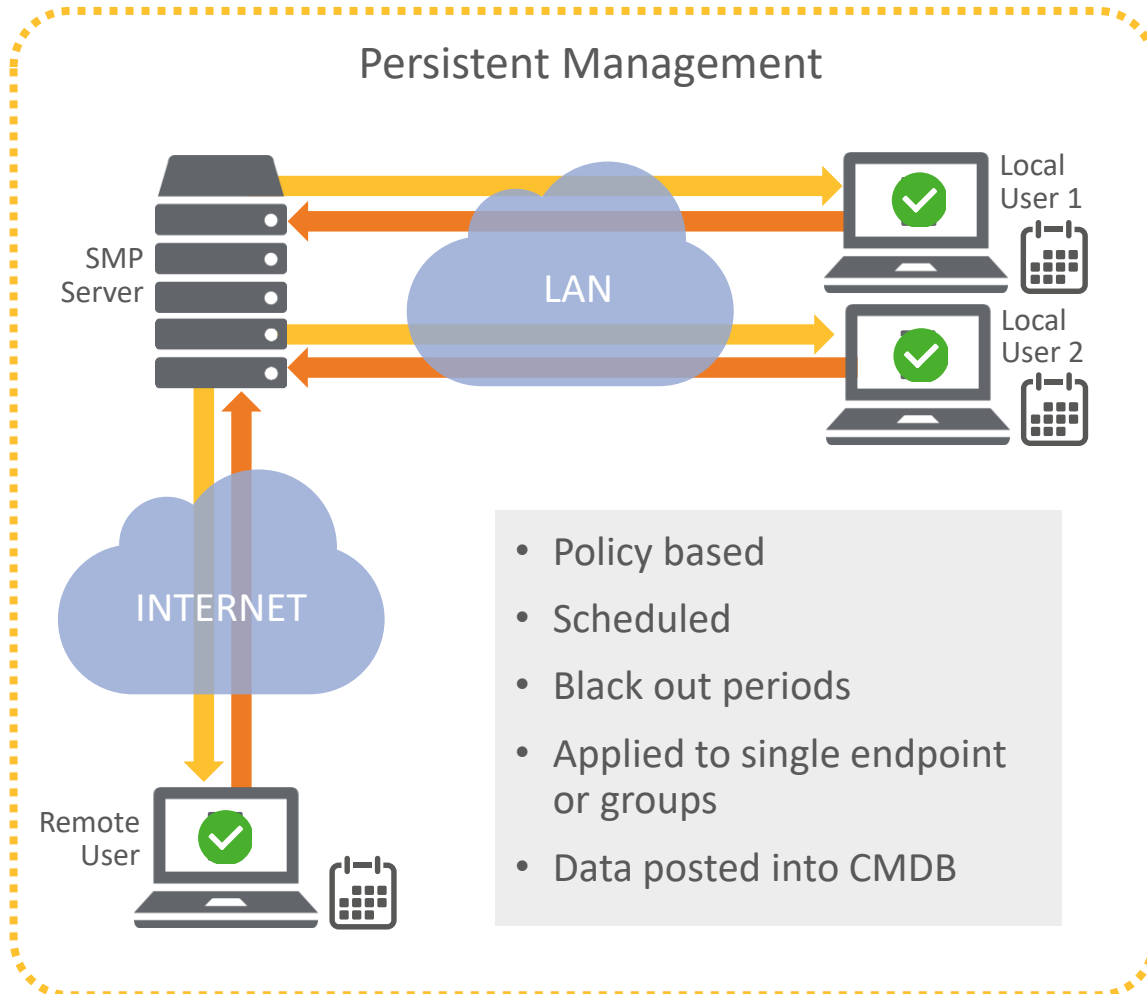 Persistent Management
SMP
Server
LAN
Local
User 1
Local
User 2
INTERNET
Remote
User
• Policy based
• Scheduled
• Black out periods
• Applied to single endpoint
or groups
• Data posted into CMDB